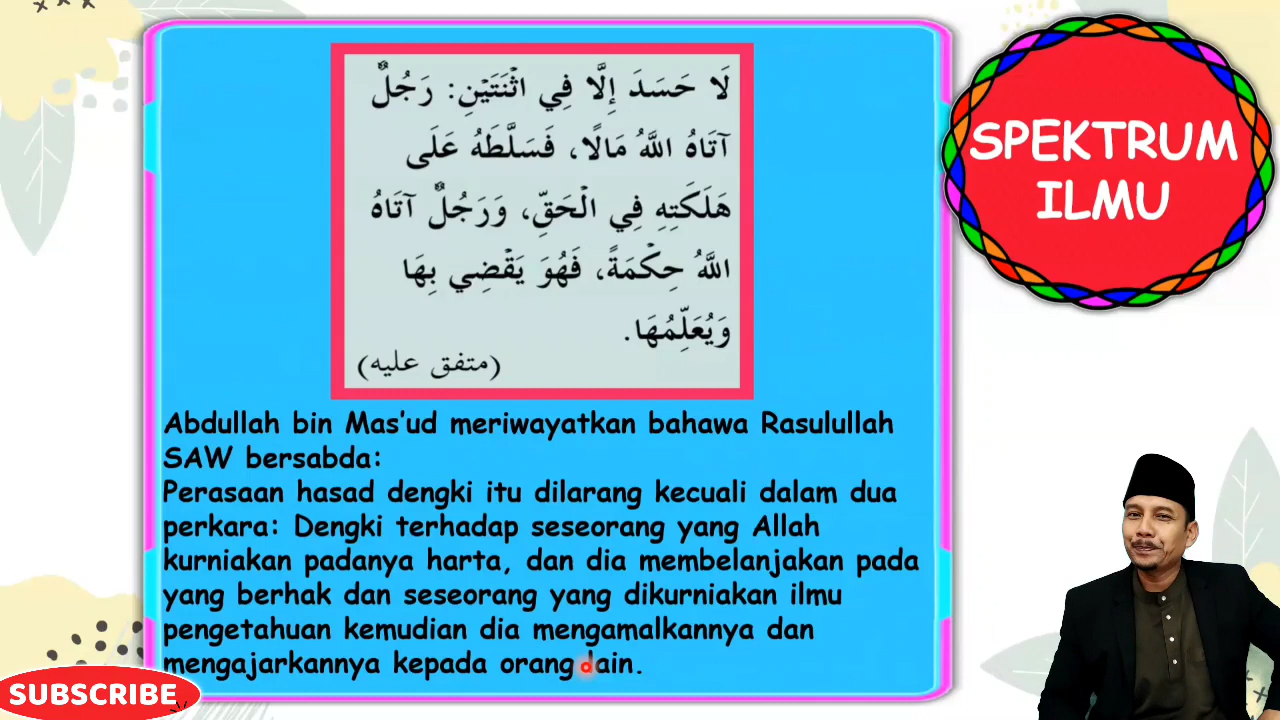 لَا حَسَدَ إِلَّا فِي اثْنَتَيْنِ: رَجُلٌ
آتَاهُ اللَّهُ مَالًا، فَسَلَّطَهُ عَلَى
هَلَكَتِهِ فِي الْحَقِّ، وَرَجُلٌ آتَاهُ
اللَّهُ حِكْمَةً، فَهُوَ يَقْضِي بِهَا
وَيُعَلِّمُهَا.
(متفق عليه)
Abdullah bin Mas'ud meriwayatkan bahawa Rasulullah
SAW bersabda:
Perasaan hasad dengki itu dilarang kecuali dalam dua
perkara: Dengki terhadap seseorang yang Allah
kurniakan padanya harta, dan dia membelanjakan pada
yang berhak dan seseorang yang dikurniakan ilmu
pengetahuan kemudian dia mengamalkannya dan
mengajarkannya kepada orang lain.
SPEKTRUM
ILMU
SUBSCRIBE